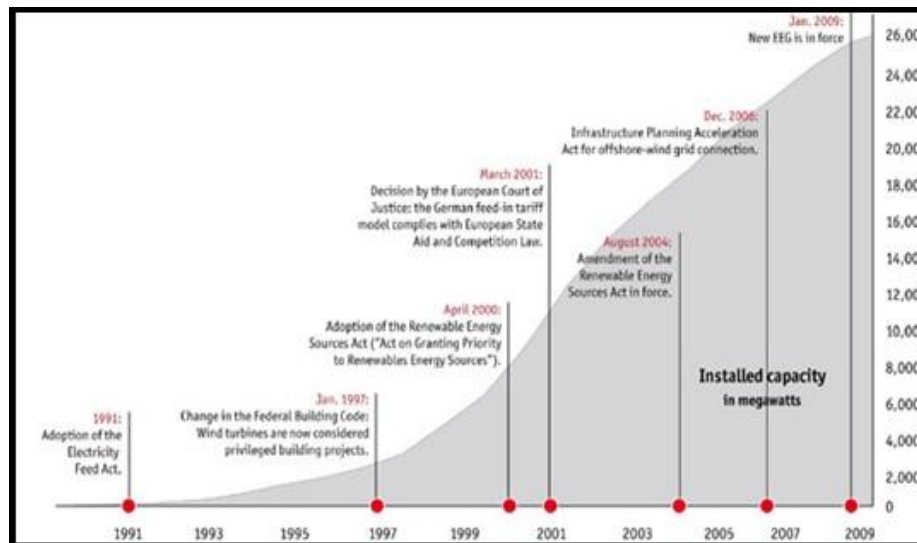 Jan. 2009:
New EEG is in force
Dec. 2006:
Infrastructure Planning Acceleration
Act for offshore-wind grid connection.
March 2001:
Decision by the European Court of
Justice: the German feed-in tariff
model complies with European State
Aid and Competition Law.
August 2004:
Amendment of the
Renewable Energy
Sources Act in force.
April 2000:
Adoption of the Renewable Energy
Sources Act ("Act on Granting Priority
to Renewables Energy Sources").
Jan. 1997:
Change in the Federal Building Code:
Wind turbines are now considered
privileged building projects.
1991:
Adoption of the
Electricity
Feed Act.
Installed capacity
in megawatts
26,00
24,00
22,00
20,00
18,00
16,00
14,00
12,00
10,00
8,000
6,000
4,000
2,000
0
1991 1993 1995 1997 1999 2001 2003 2005 2007 2009